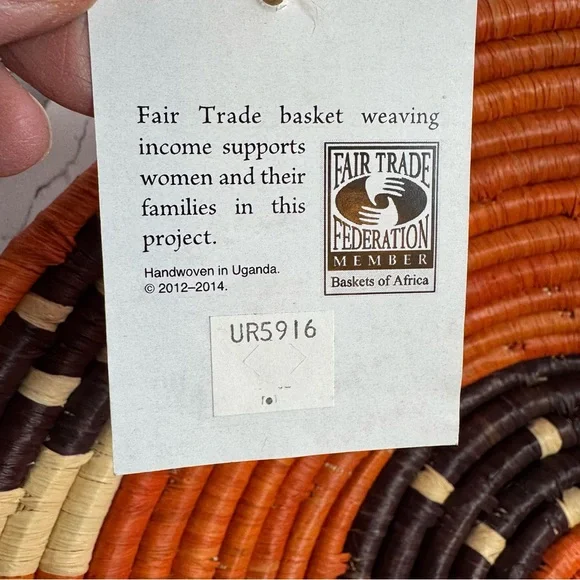 Fair Trade basket weaving
income supports
women and their
families in this
project.
Handwoven in Uganda.
© 2012–2014.
FAIR TRADE
FEDERATION
MEMBER
Baskets of Africa
UR5916